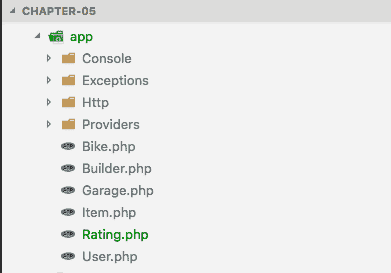 CHAPTER-05
app
Console
Exceptions
Http
Providers
Bike.php
Builder.php
Garage.php
Item.php
Rating.php
User.php